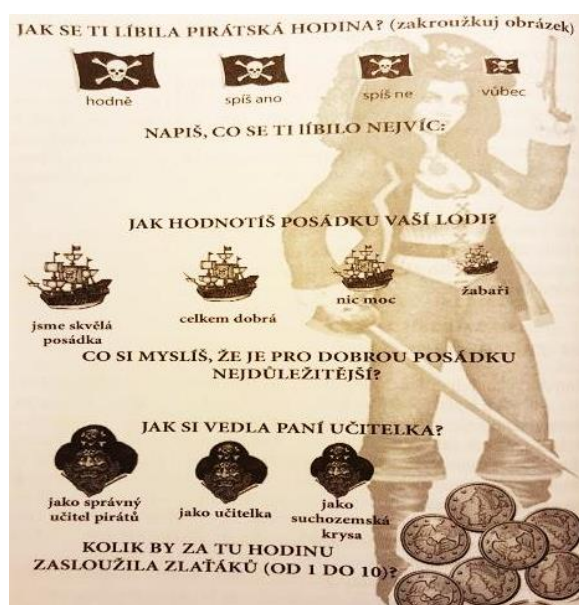 JAK SE TI LÍBILA PIRÁTSKÁ HODINA? (zakroužkuj obrázek)
hodně spíš ano spíš ne vůbec
NAPIŠ, CO SE TI lÍBILO NEJVÍC:
JAK HODNOTÍŠ POSÁDKU VAŠÍ LODI?
jsme skvělá posádka
celkem dobrá
nic moc
žabaři
CO SI MYSLÍŠ, ŽE JE PRO DOBROU POSÁDKU
NEJDŮLEŽITĚJŠÍ?
JAK SI VEDLA PANÍ UČITELKA?
jako správný
učitel pirátů
jako učitelka
jako
suchozemská
krysa
KOLIK BY ZA TU HODINU
ZASLOUŽILA ZLAŤÁKŮ (OD 1 DO 10)?